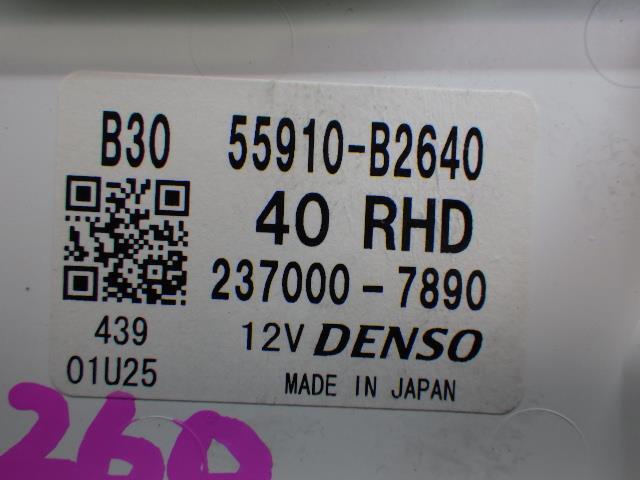 B30 55910-B2640
40 RHD
237000-7890
439 12V DENSO
01U25 MADE IN JAPAN
260